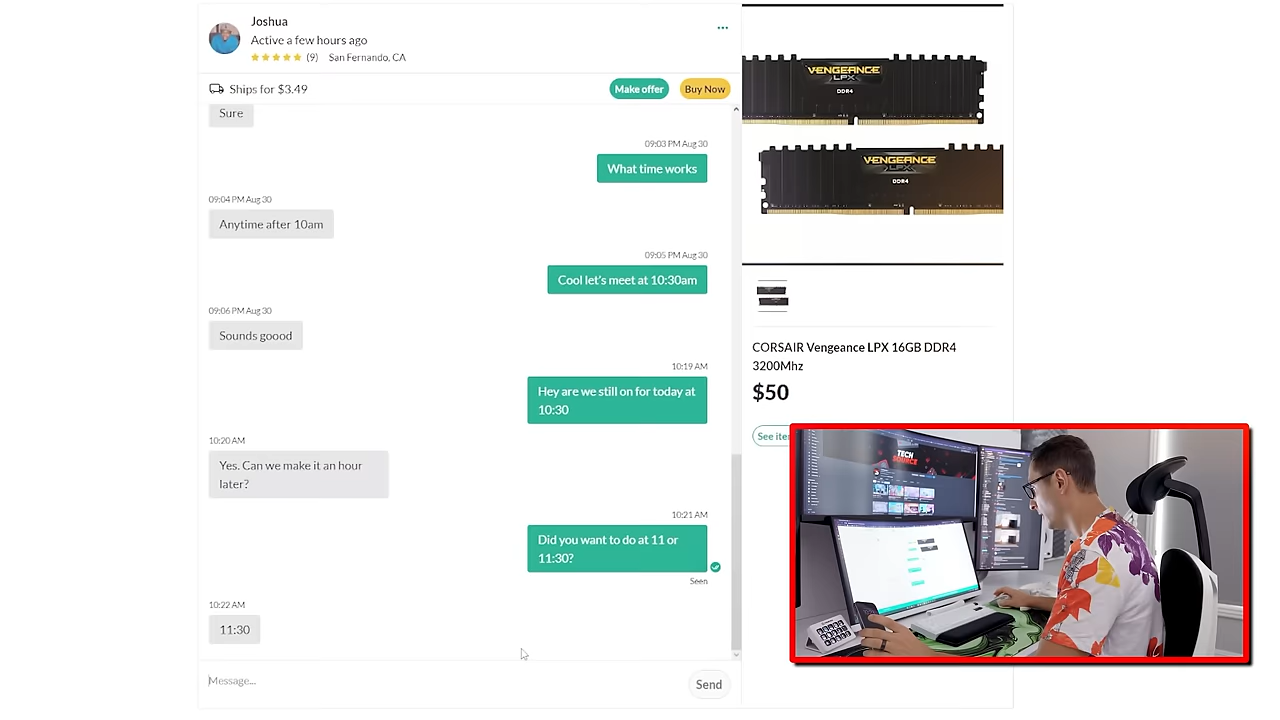 Joshua
Active a few hours ago
(9) San Fernando, CA
Ships for $3.49
Make offer
Buy Now
Sure
09:03 PM Aug 30
What time works
09:04 PM Aug 30
Anytime after 10am
09:05 PM Aug 30
Cool let's meet at 10:30am
09:06 PM Aug 30
Sounds goood
10:19 AM
Hey are we still on for today at
10:30
10:20 AM
Yes. Can we make it an hour
later?
10:21 AM
Did you want to do at 11 or
11:30?
Seen
10:22 AM
11:30
Message...
Send
VENGEANCE
LPX
DDR4
VENGEANCE
LPX
DDR4
CORSAIR Vengeance LPX 16GB DDR4
3200Mhz
$50
See ite
TECH
SOURCE